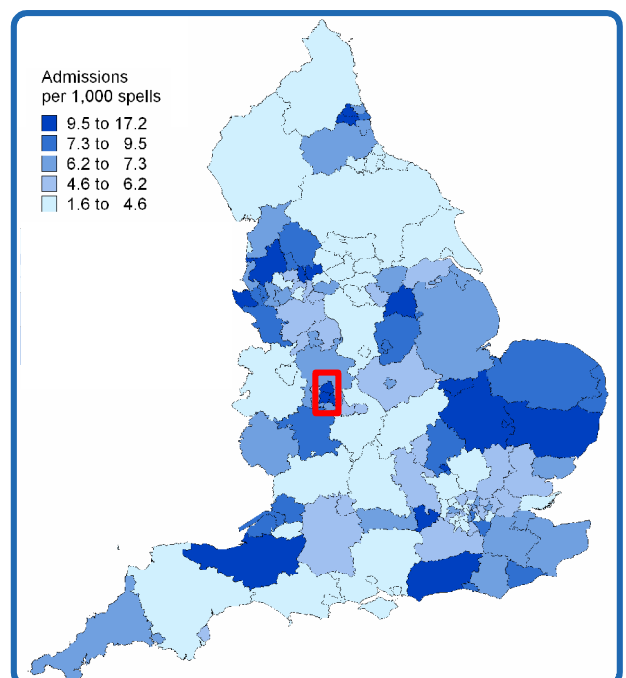 Admissions
per 1,000 spells
9.5 to 17.2
7.3 to 9.5
6.2 to 7.3
4.6 to 6.2
1.6 to 4.6